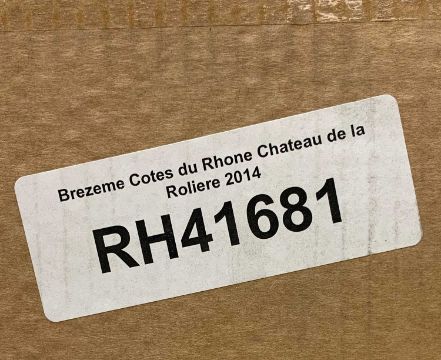 Brezeme Cotes du Rhone Chateau de la
Roliere 2014
RH41681